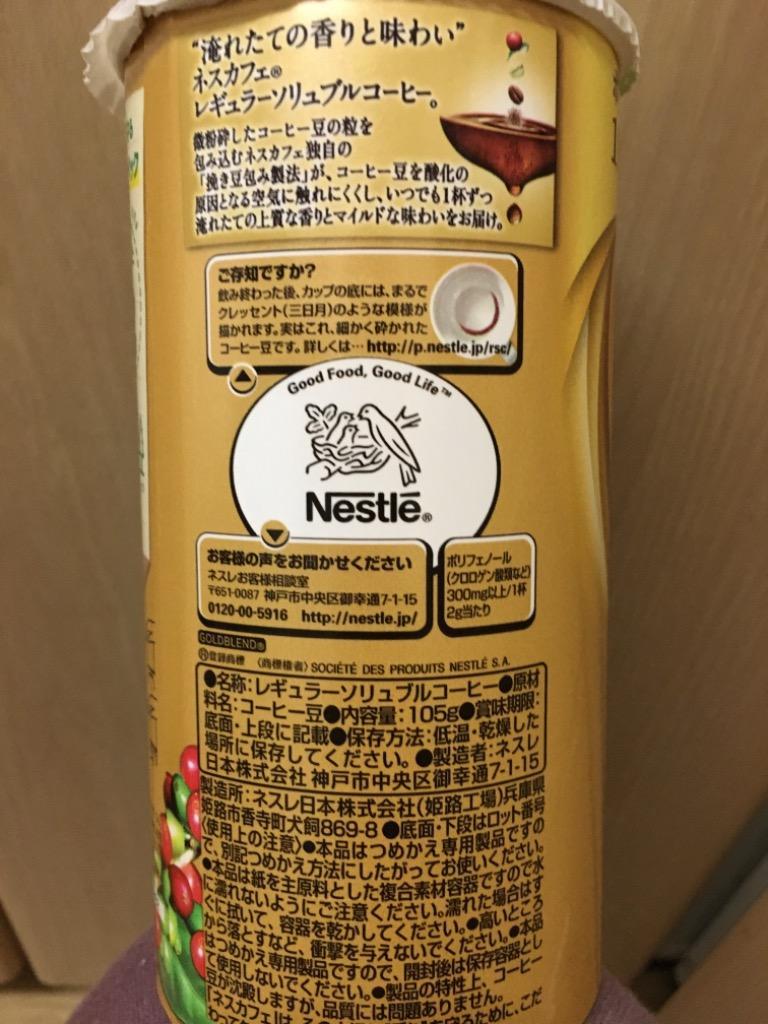 “淹れたての香りと味わい”
ネスカフェ®
レギュラーソリュブルコーヒー。
微粉砕したコーヒー豆の粒を
包み込むネスカフェ独自の
「挽き豆包み製法」が、コーヒー豆を酸化の
原因となる空気に触れにくくし、いつでも1杯ずつ
淹れたての上質な香りとマイルドな味わいをお届け。
ご存知ですか?
飲み終わった後、カップの底には、まるで
クレッセント(三日月)のような模様が
描かれます。実はこれ、細かく砕かれた
コーヒー豆です。詳しくは… http://p.nestle.jp/rsc/
Good Food, Good Life™
Nestlé®
お客様の声をお聞かせください
ネスレお客様相談室
〒651-0087 神戸市中央区御幸通7-1-15
0120-00-5916 http://nestle.jp/
ポリフェノール
(クロロゲン酸類など)
300mg以上/1杯
2g当たり
GOLDBLEND®
®登録商標 〈商標権者〉SOCIÉTÉ DES PRODUITS NESTLÉ S.A.
●名称:レギュラーソリュブルコーヒー●原材
料名:コーヒー豆●内容量:105g●賞味期限:
底面・上段に記載●保存方法:低温・乾燥した
場所に保存してください。●製造者:ネスレ
日本株式会社 神戸市中央区御幸通7-1-15
製造所:ネスレ日本株式会社(姫路工場)兵庫県
姫路市香寺町犬飼869-8●底面・下段はロット番号
〈使用上の注意〉●本品はつめかえ専用製品ですの
で、別記つめかえ方法にしたがってお使いください。
●本品は紙を主原料とした複合素材容器ですので水
に濡れないようにご注意ください。濡れた場合はす
ぐに拭いて、容器を乾かしてください。●高いところ
から落とすなど、衝撃を与えないでください。●本品
はつめかえ専用製品ですので、開封後は保存容器とし
て使用しないでください。●製品の特性上、コーヒー
豆が沈殿しますが、品質には問題ありません。
「ネスカフェ」は、その